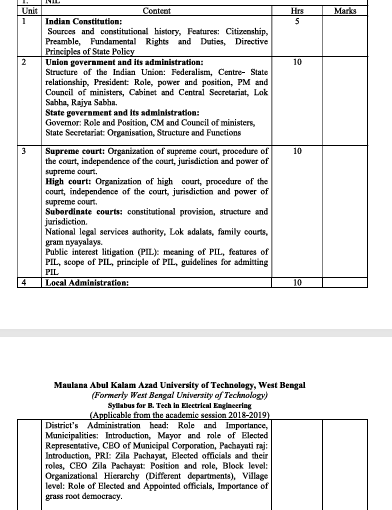 1. NIL
Unit Content Hrs Marks
1 Indian Constitution: 5
Sources and constitutional history, Features: Citizenship,
Preamble, Fundamental Rights and Duties, Directive
Principles of State Policy
2 Union government and its administration: 10
Structure of the Indian Union: Federalism, Centre- State
relationship, President: Role, power and position, PM and
Council of ministers, Cabinet and Central Secretariat, Lok
Sabha, Rajya Sabha.
State government and its administration:
Governor: Role and Position, CM and Council of ministers,
State Secretariat: Organisation, Structure and Functions
3 Supreme court: Organization of supreme court, procedure of 10
the court, independence of the court, jurisdiction and power of
supreme court.
High court: Organization of high court, procedure of the
court, independence of the court, jurisdiction and power of
supreme court.
Subordinate courts: constitutional provision, structure and
jurisdiction.
National legal services authority, Lok adalats, family courts,
gram nyayalays.
Public interest litigation (PIL): meaning of PIL, features of
PIL, scope of PIL, principle of PIL, guidelines for admitting
PIL
4 Local Administration: 10
Maulana Abul Kalam Azad University of Technology, West Bengal
(Formerly West Bengal University of Technology)
Syllabus for B. Tech in Electrical Engineering
(Applicable from the academic session 2018-2019)
District's Administration head: Role and Importance,
Municipalities: Introduction, Mayor and role of Elected
Representative, CEO of Municipal Corporation, Pachayati raj:
Introduction, PRI: Zila Pachayat, Elected officials and their
roles, CEO Zila Pachayat: Position and role, Block level:
Organizational Hierarchy (Different departments), Village
level: Role of Elected and Appointed officials, Importance of
grass root democracy.